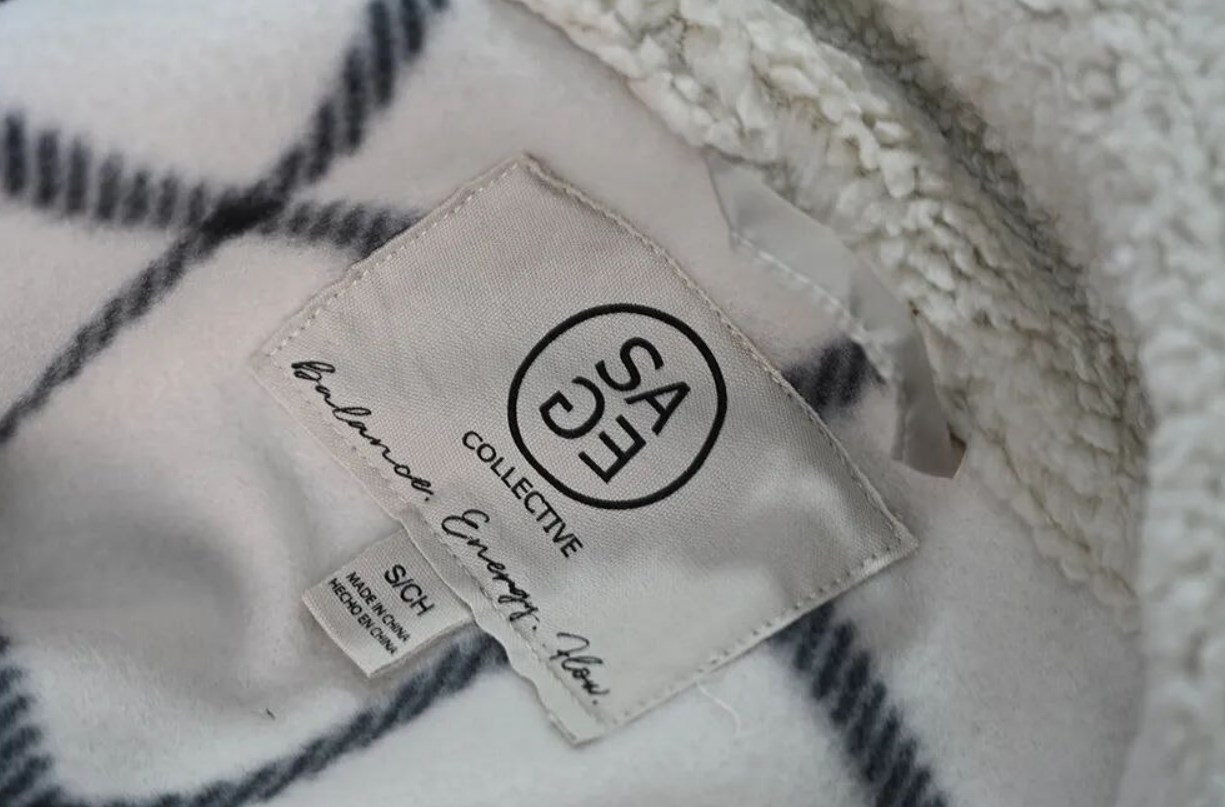 SA
GE
COLLECTIVE
Balance. Energy. Flow.
S/CH
MADE IN CHINA
HECHO EN CHINA